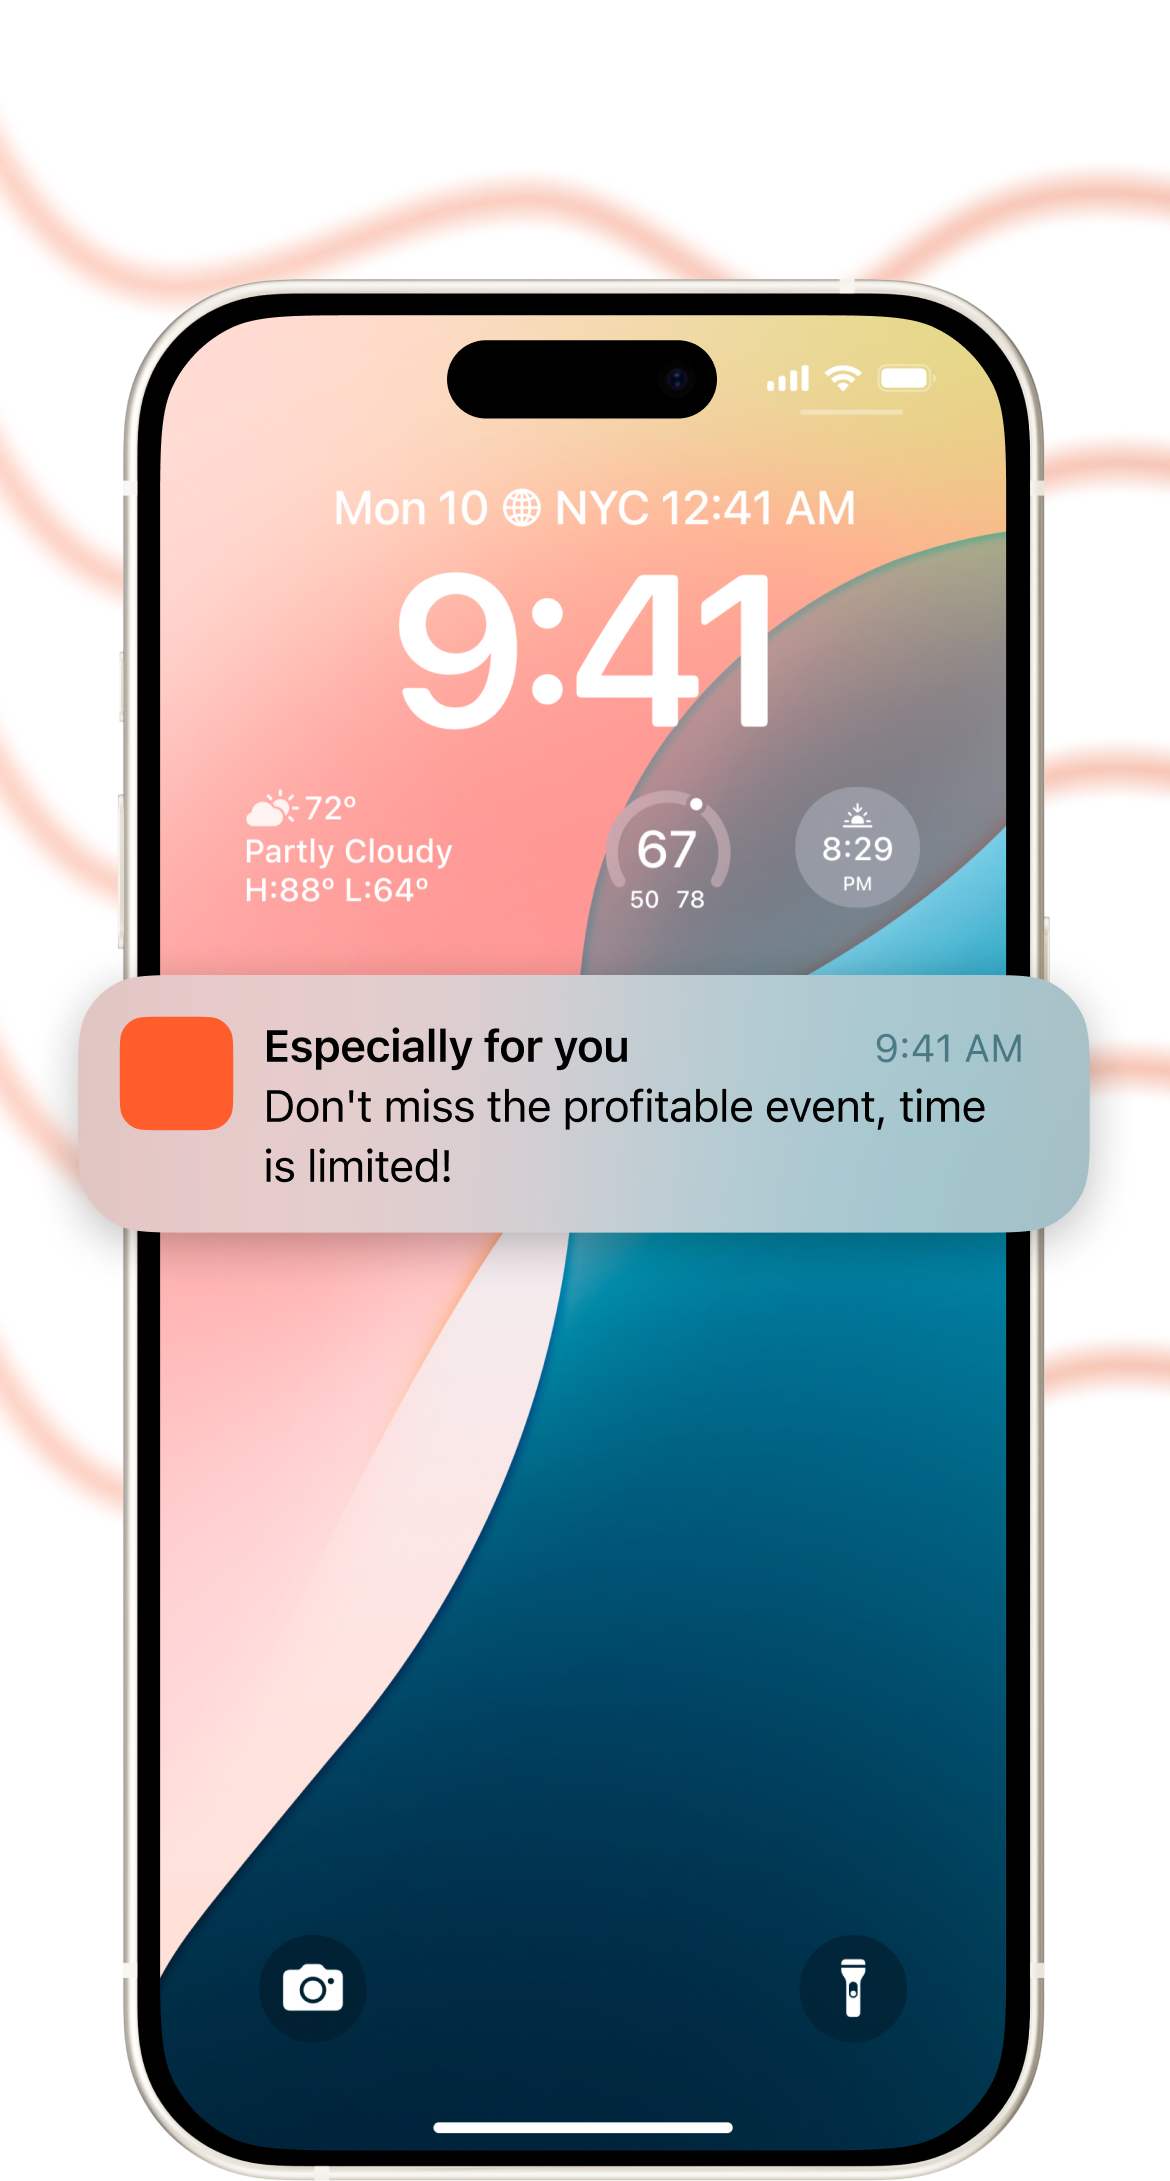 Mon 10 NYC 12:41 AM
9:41
72°
Partly Cloudy
H:88° L:64°
67
50 78
8:29
PM
Especially for you 9:41 AM
Don't miss the profitable event, time
is limited!